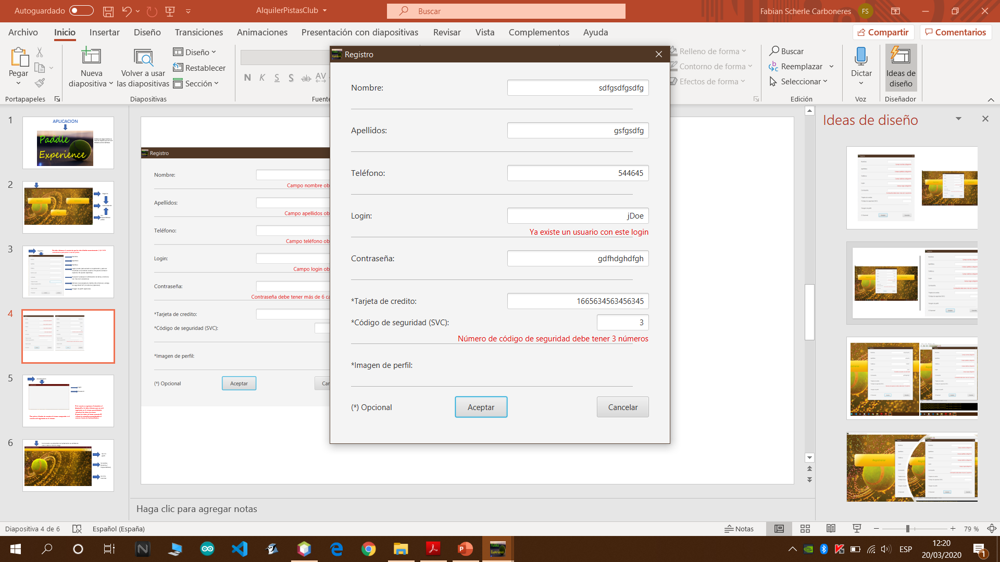 Autoguardado
AlquilerPistasClub
Buscar
Fabian Scherle Carboneres
FS
Archivo
Inicio
Insertar
Diseño
Transiciones
Animaciones
Presentación con diapositivas
Revisar
Vista
Complementos
Ayuda
Compartir
Comentarios
Pegar
Nueva
diapositiva
Volver a usar
las diapositivas
Diseño
Restablecer
Sección
N K S S ab AV
Relleno de forma
Contorno de forma
Efectos de forma
Buscar
Reemplazar
Seleccionar
Dictar
Ideas de
diseño
Portapapeles
Diapositivas
Fuente
Edición
Voz
Diseñador
1
APLICACION
Paddle
Experience
2
3
4
5
6
Registro
Nombre:
Campo nombre ob
Apellidos:
Campo apellidos ob
Teléfono:
Campo teléfono ob
Login:
Campo login ob
Contraseña:
Contraseña debe tener más de 6 ca
*Tarjeta de credito:
*Código de seguridad (SVC):
*Imagen de perfil:
(*) Opcional
Aceptar
Can
Registro
Nombre:
sdfgsdfgsdfg
Apellidos:
gsfgsdfg
Teléfono:
544645
Login:
jDoe
Ya existe un usuario con este login
Contraseña:
gdfhdghdfgh
*Tarjeta de credito:
1665634563456345
*Código de seguridad (SVC):
3
Número de código de seguridad debe tener 3 números
*Imagen de perfil:
(*) Opcional
Aceptar
Cancelar
Ideas de diseño
Haga clic para agregar notas
Diapositiva 4 de 6
Español (España)
Notas
79 %
ESP
12:20
20/03/2020
1